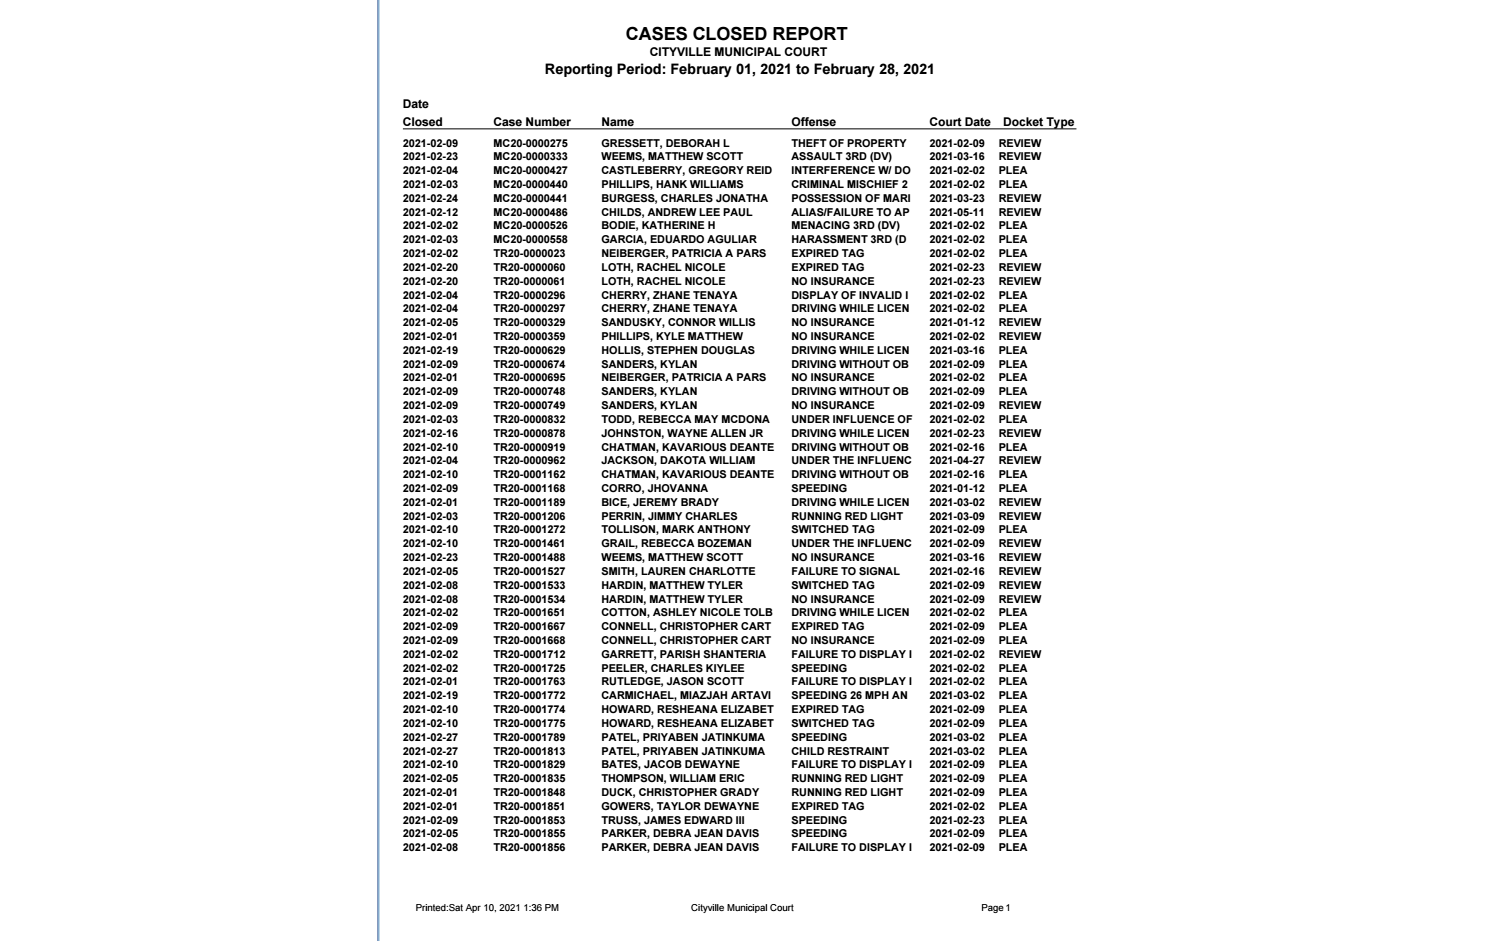 CASES CLOSED REPORT
CITYVILLE MUNICIPAL COURT
Reporting Period: February 01, 2021 to February 28, 2021
Date
Closed Case Number Name Offense Court Date Docket Type
2021-02-09 MC20-0000275 GRESSETT, DEBORAH L THEFT OF PROPERTY 2021-02-09 REVIEW
2021-02-23 MC20-0000333 WEEMS, MATTHEW SCOTT ASSAULT 3RD (DV) 2021-03-16 REVIEW
2021-02-04 MC20-0000427 CASTLEBERRY, GREGORY REID INTERFERENCE W/ DO 2021-02-02 PLEA
2021-02-03 MC20-0000440 PHILLIPS, HANK WILLIAMS CRIMINAL MISCHIEF 2 2021-02-02 PLEA
2021-02-24 MC20-0000441 BURGESS, CHARLES JONATHA POSSESSION OF MARI 2021-03-23 REVIEW
2021-02-12 MC20-0000486 CHILDS, ANDREW LEE PAUL ALIAS/FAILURE TO AP 2021-05-11 REVIEW
2021-02-02 MC20-0000526 BODIE, KATHERINE H MENACING 3RD (DV) 2021-02-02 PLEA
2021-02-03 MC20-0000558 GARCIA, EDUARDO AGULIAR HARASSMENT 3RD (D 2021-02-02 PLEA
2021-02-02 TR20-0000023 NEIBERGER, PATRICIA A PARS EXPIRED TAG 2021-02-02 PLEA
2021-02-20 TR20-0000060 LOTH, RACHEL NICOLE EXPIRED TAG 2021-02-23 REVIEW
2021-02-20 TR20-0000061 LOTH, RACHEL NICOLE NO INSURANCE 2021-02-23 REVIEW
2021-02-04 TR20-0000296 CHERRY, ZHANE TENAYA DISPLAY OF INVALID I 2021-02-02 PLEA
2021-02-04 TR20-0000297 CHERRY, ZHANE TENAYA DRIVING WHILE LICEN 2021-02-02 PLEA
2021-02-05 TR20-0000329 SANDUSKY, CONNOR WILLIS NO INSURANCE 2021-01-12 REVIEW
2021-02-01 TR20-0000359 PHILLIPS, KYLE MATTHEW NO INSURANCE 2021-02-02 REVIEW
2021-02-19 TR20-0000629 HOLLIS, STEPHEN DOUGLAS DRIVING WHILE LICEN 2021-03-16 PLEA
2021-02-09 TR20-0000674 SANDERS, KYLAN DRIVING WITHOUT OB 2021-02-09 PLEA
2021-02-01 TR20-0000695 NEIBERGER, PATRICIA A PARS NO INSURANCE 2021-02-02 PLEA
2021-02-09 TR20-0000748 SANDERS, KYLAN DRIVING WITHOUT OB 2021-02-09 PLEA
2021-02-09 TR20-0000749 SANDERS, KYLAN NO INSURANCE 2021-02-09 REVIEW
2021-02-03 TR20-0000832 TODD, REBECCA MAY MCDONA UNDER INFLUENCE OF 2021-02-02 PLEA
2021-02-16 TR20-0000878 JOHNSTON, WAYNE ALLEN JR DRIVING WHILE LICEN 2021-02-23 REVIEW
2021-02-10 TR20-0000919 CHATMAN, KAVARIOUS DEANTE DRIVING WITHOUT OB 2021-02-16 PLEA
2021-02-04 TR20-0000962 JACKSON, DAKOTA WILLIAM UNDER THE INFLUENC 2021-04-27 REVIEW
2021-02-10 TR20-0001162 CHATMAN, KAVARIOUS DEANTE DRIVING WITHOUT OB 2021-02-16 PLEA
2021-02-09 TR20-0001168 CORRO, JHOVANNA SPEEDING 2021-01-12 PLEA
2021-02-01 TR20-0001189 BICE, JEREMY BRADY DRIVING WHILE LICEN 2021-03-02 REVIEW
2021-02-03 TR20-0001206 PERRIN, JIMMY CHARLES RUNNING RED LIGHT 2021-03-09 REVIEW
2021-02-10 TR20-0001272 TOLLISON, MARK ANTHONY SWITCHED TAG 2021-02-09 PLEA
2021-02-10 TR20-0001461 GRAIL, REBECCA BOZEMAN UNDER THE INFLUENC 2021-02-09 REVIEW
2021-02-23 TR20-0001488 WEEMS, MATTHEW SCOTT NO INSURANCE 2021-03-16 REVIEW
2021-02-05 TR20-0001527 SMITH, LAUREN CHARLOTTE FAILURE TO SIGNAL 2021-02-16 REVIEW
2021-02-08 TR20-0001533 HARDIN, MATTHEW TYLER SWITCHED TAG 2021-02-09 REVIEW
2021-02-08 TR20-0001534 HARDIN, MATTHEW TYLER NO INSURANCE 2021-02-09 REVIEW
2021-02-02 TR20-0001651 COTTON, ASHLEY NICOLE TOLB DRIVING WHILE LICEN 2021-02-02 PLEA
2021-02-09 TR20-0001667 CONNELL, CHRISTOPHER CART EXPIRED TAG 2021-02-09 PLEA
2021-02-09 TR20-0001668 CONNELL, CHRISTOPHER CART NO INSURANCE 2021-02-09 PLEA
2021-02-02 TR20-0001712 GARRETT, PARISH SHANTERIA FAILURE TO DISPLAY I 2021-02-02 REVIEW
2021-02-02 TR20-0001725 PEELER, CHARLES KIYLEE SPEEDING 2021-02-02 PLEA
2021-02-01 TR20-0001763 RUTLEDGE, JASON SCOTT FAILURE TO DISPLAY I 2021-02-02 PLEA
2021-02-19 TR20-0001772 CARMICHAEL, MIAZJAH ARTAVI SPEEDING 26 MPH AN 2021-03-02 PLEA
2021-02-10 TR20-0001774 HOWARD, RESHEANA ELIZABET EXPIRED TAG 2021-02-09 PLEA
2021-02-10 TR20-0001775 HOWARD, RESHEANA ELIZABET SWITCHED TAG 2021-02-09 PLEA
2021-02-27 TR20-0001789 PATEL, PRIYABEN JATINKUMA SPEEDING 2021-03-02 PLEA
2021-02-27 TR20-0001813 PATEL, PRIYABEN JATINKUMA CHILD RESTRAINT 2021-03-02 PLEA
2021-02-10 TR20-0001829 BATES, JACOB DEWAYNE FAILURE TO DISPLAY I 2021-02-09 PLEA
2021-02-05 TR20-0001835 THOMPSON, WILLIAM ERIC RUNNING RED LIGHT 2021-02-09 PLEA
2021-02-01 TR20-0001848 DUCK, CHRISTOPHER GRADY RUNNING RED LIGHT 2021-02-09 PLEA
2021-02-01 TR20-0001851 GOWERS, TAYLOR DEWAYNE EXPIRED TAG 2021-02-02 PLEA
2021-02-09 TR20-0001853 TRUSS, JAMES EDWARD III SPEEDING 2021-02-23 PLEA
2021-02-05 TR20-0001855 PARKER, DEBRA JEAN DAVIS SPEEDING 2021-02-09 PLEA
2021-02-08 TR20-0001856 PARKER, DEBRA JEAN DAVIS FAILURE TO DISPLAY I 2021-02-09 PLEA
Printed:Sat Apr 10, 2021 1:36 PM Cityville Municipal Court Page 1